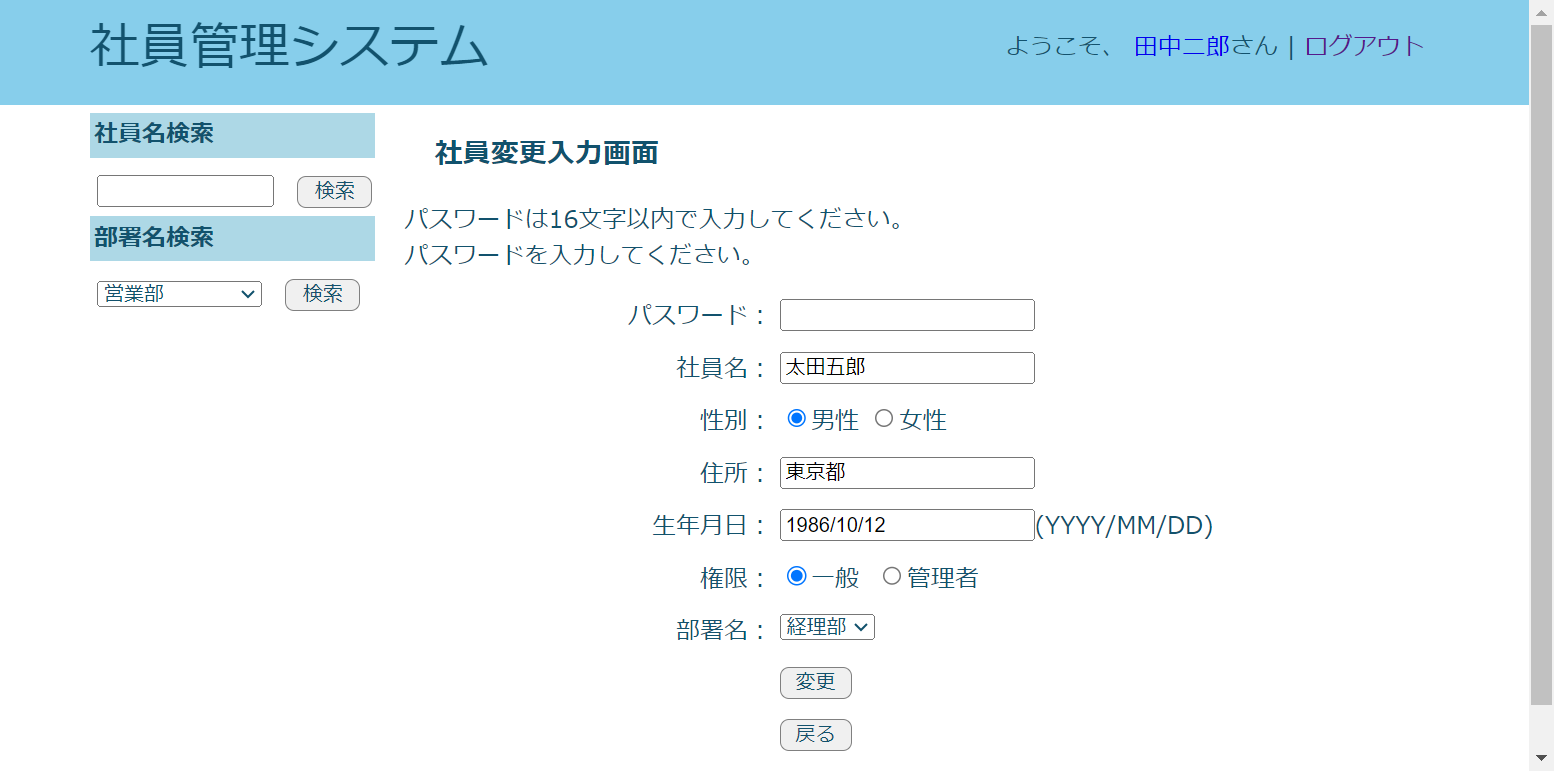 社員管理システム
ようこそ、 田中二郎さん | ログアウト
社員名検索
検索
部署名検索
営業部 検索
社員変更入力画面
パスワードは16文字以内で入力してください。
パスワードを入力してください。
パスワード：
社員名： 太田五郎
性別： 男性 女性
住所： 東京都
生年月日： 1986/10/12 (YYYY/MM/DD)
権限： 一般 管理者
部署名： 経理部
変更
戻る